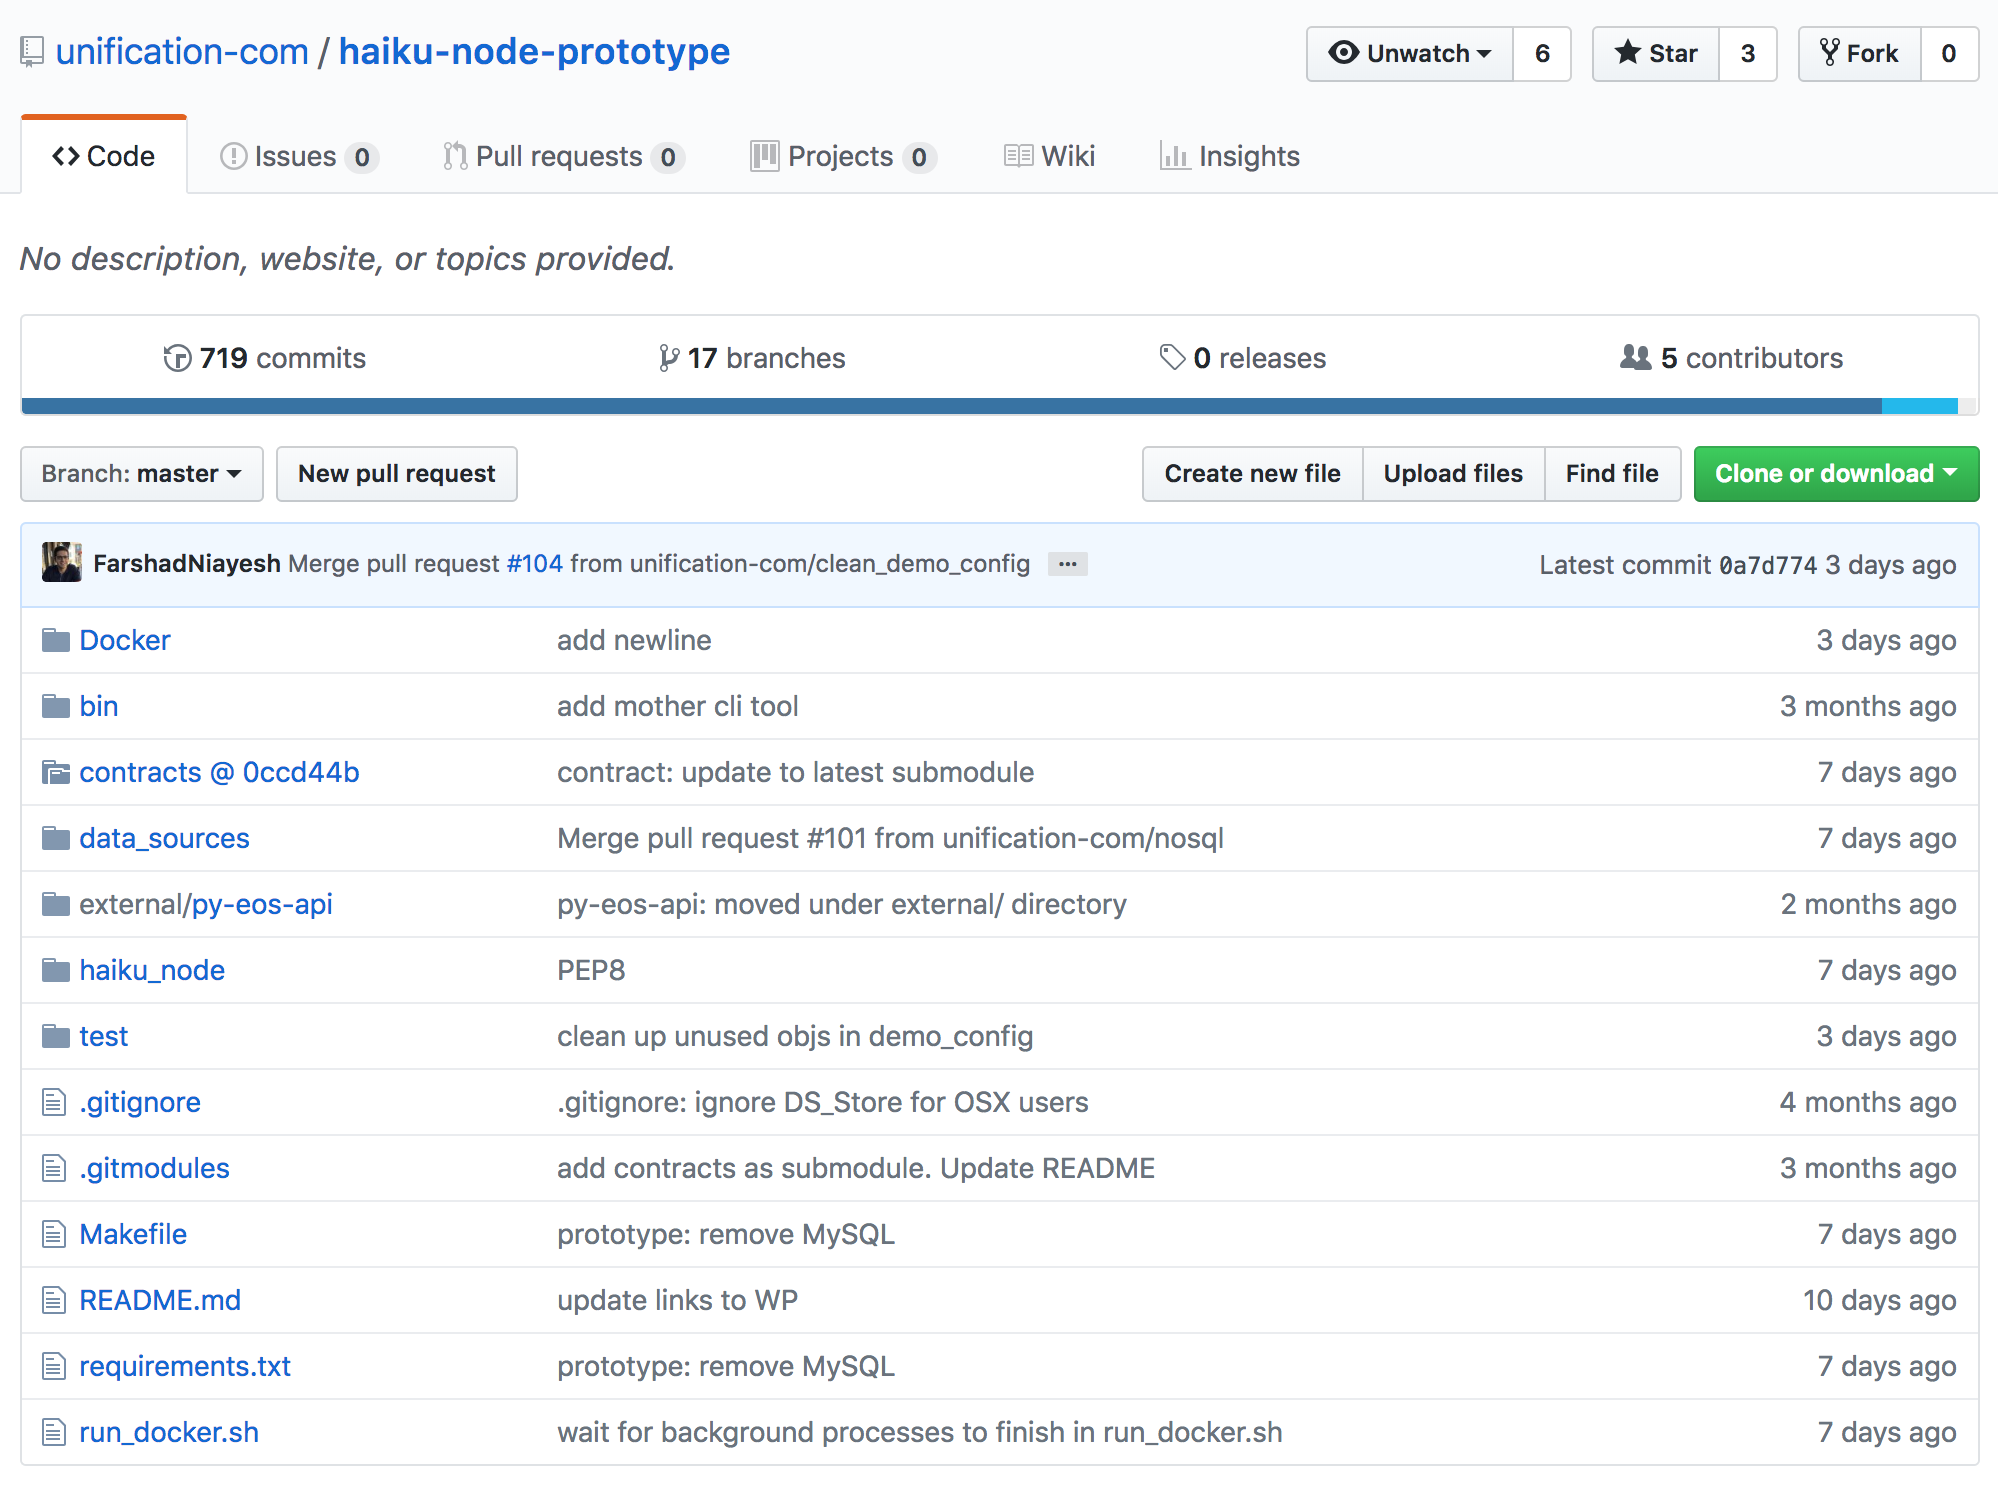 unification-com / haiku-node-prototype
Unwatch 6 Star 3 Fork 0
Code Issues 0 Pull requests 0 Projects 0 Wiki Insights
No description, website, or topics provided.
719 commits 17 branches 0 releases 5 contributors
Branch: master New pull request Create new file Upload files Find file Clone or download
FarshadNiayesh Merge pull request #104 from unification-com/clean_demo_config ... Latest commit 0a7d774 3 days ago
Docker add newline 3 days ago
bin add mother cli tool 3 months ago
contracts @ 0ccd44b contract: update to latest submodule 7 days ago
data_sources Merge pull request #101 from unification-com/nosql 7 days ago
external/py-eos-api py-eos-api: moved under external/ directory 2 months ago
haiku_node PEP8 7 days ago
test clean up unused objs in demo_config 3 days ago
.gitignore .gitignore: ignore DS_Store for OSX users 4 months ago
.gitmodules add contracts as submodule. Update README 3 months ago
Makefile prototype: remove MySQL 7 days ago
README.md update links to WP 10 days ago
requirements.txt prototype: remove MySQL 7 days ago
run_docker.sh wait for background processes to finish in run_docker.sh 7 days ago